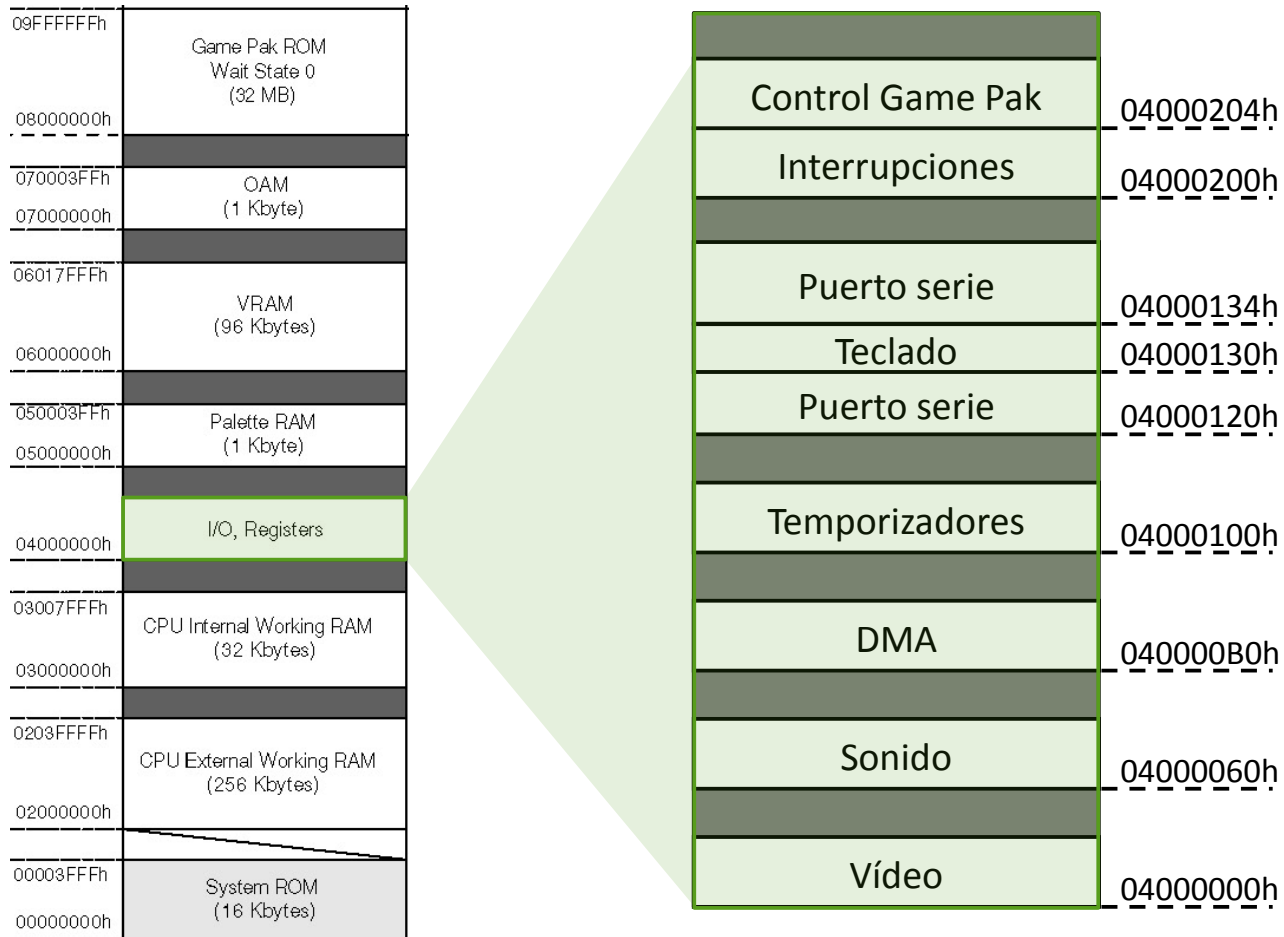 09FFFFFFh
Game Pak ROM
Wait State 0
(32 MB)
08000000h
070003FFh
OAM
(1 Kbyte)
07000000h
06017FFFh
VRAM
(96 Kbytes)
06000000h
050003FFh
Palette RAM
(1 Kbyte)
05000000h
I/O, Registers
04000000h
03007FFFh
CPU Internal Working RAM
(32 Kbytes)
03000000h
0203FFFFh
CPU External Working RAM
(256 Kbytes)
02000000h
00003FFFh
System ROM
(16 Kbytes)
00000000h
Control Game Pak
04000204h
Interrupciones
04000200h
Puerto serie
04000134h
Teclado
04000130h
Puerto serie
04000120h
Temporizadores
04000100h
DMA
040000B0h
Sonido
04000060h
Vídeo
04000000h